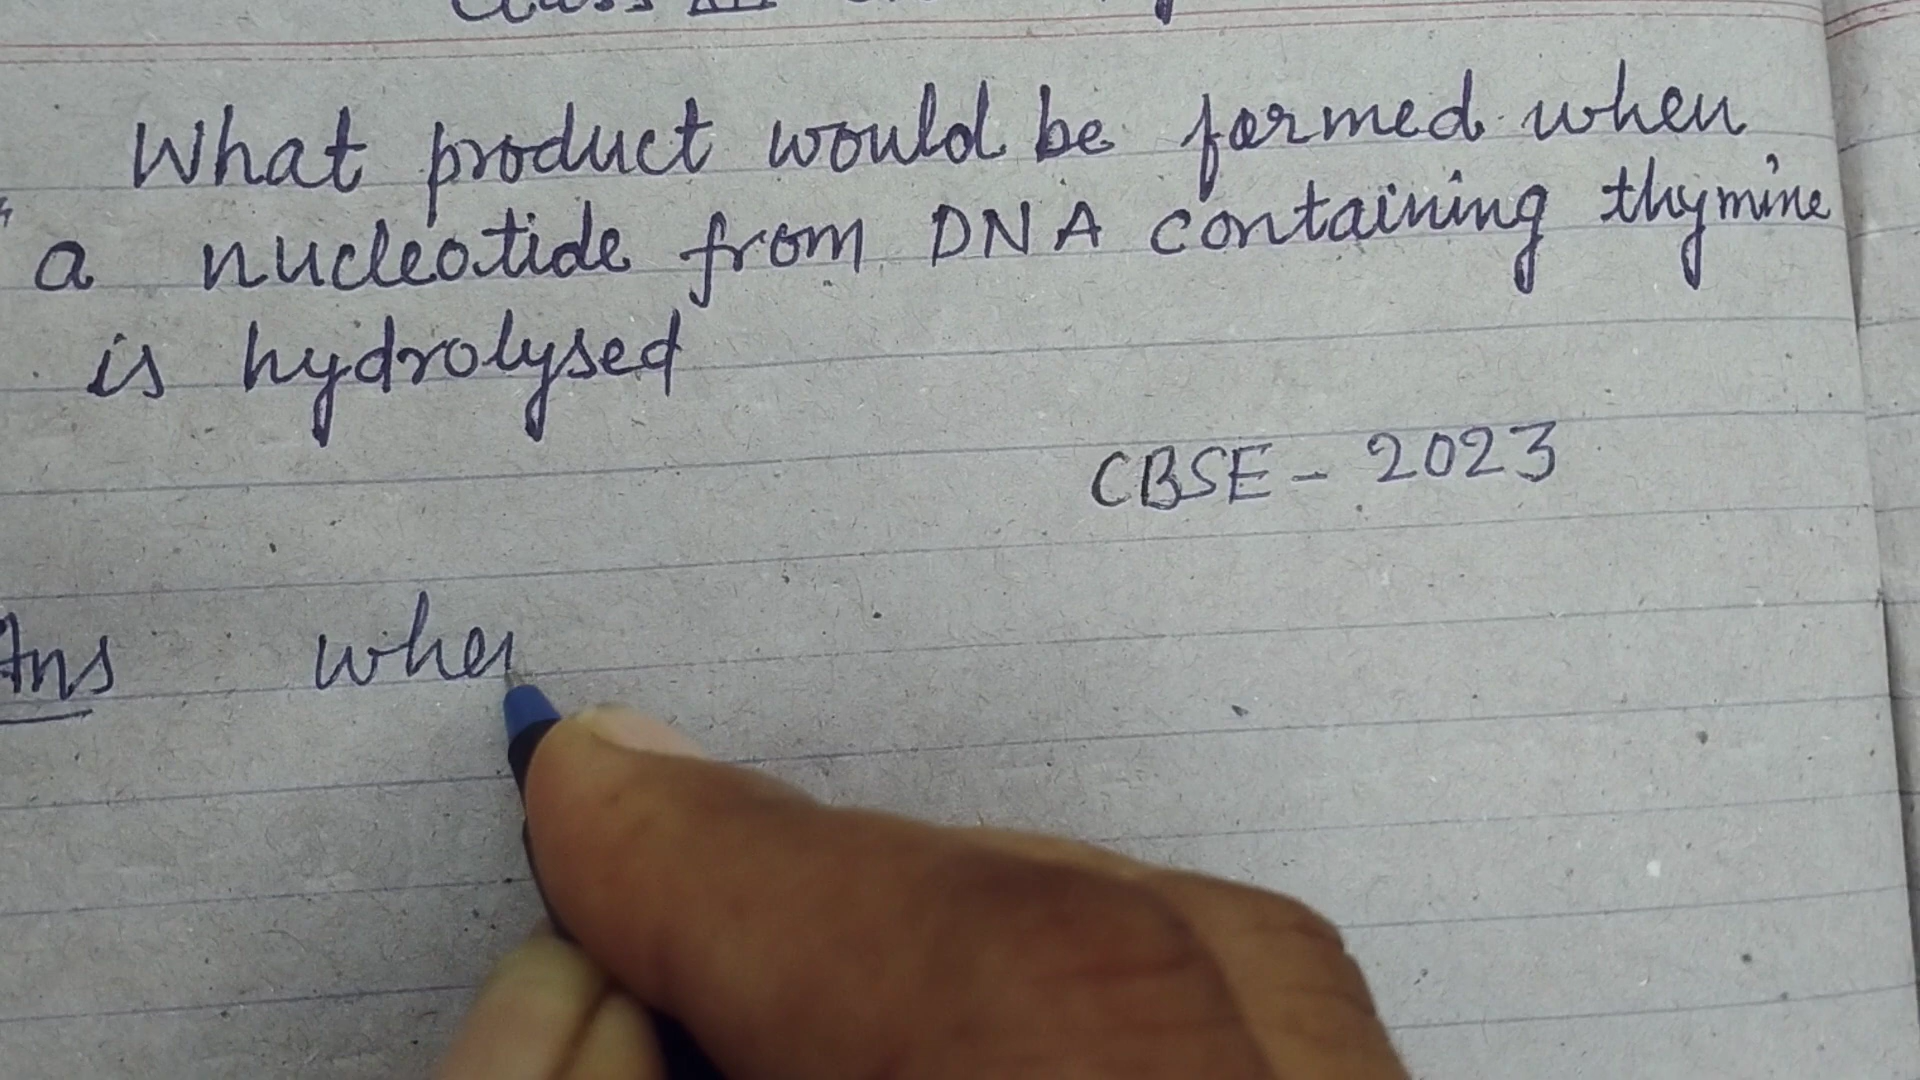 What product would be formed when
a nucleotide from DNA containing thymine
is hydrolysed
CBSE - 2023
Ans when